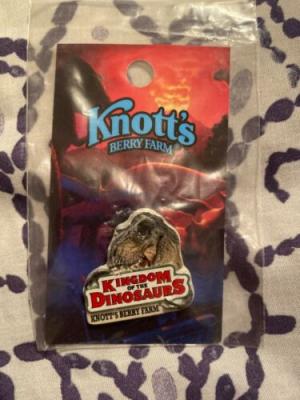 Knott's
BERRY FARM
KINGDOM
OF THE
DINOSAURS
KNOTT'S BERRY FARM